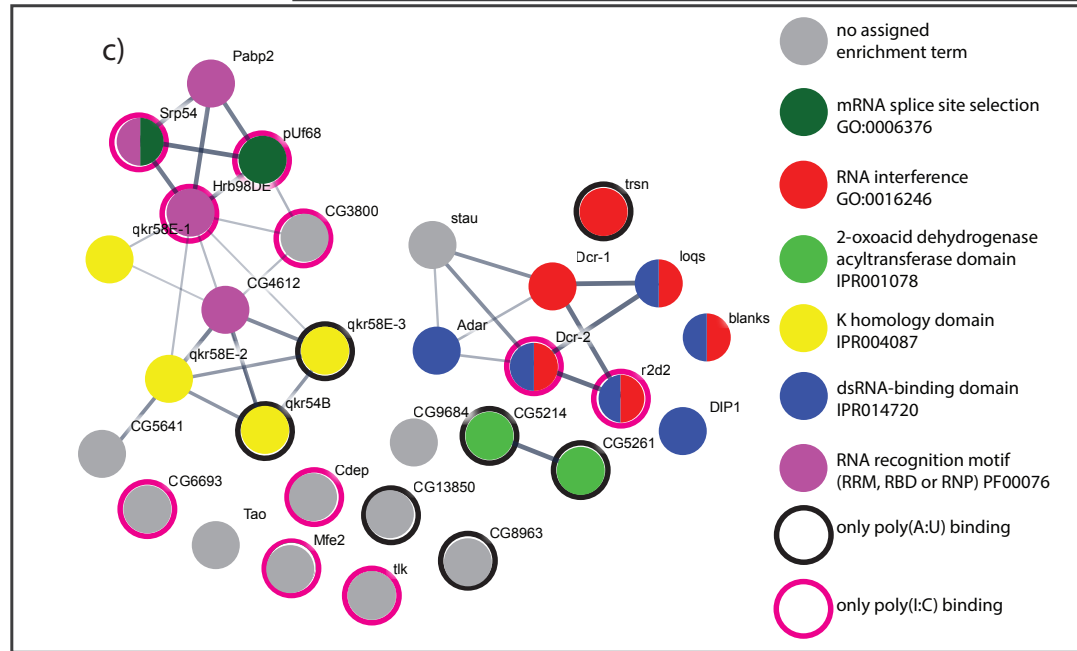 c)
Pabp2
Srp54
pUf68
Hrb98DE
CG3800
qkr58E-1
CG4612
qkr58E-3
qkr58E-2
qkr54B
CG5641
CG6693
Tao
Cdep
Mfe2
CG13850
tlk
CG8963
trsn
stau
Dcr-1
loqs
blanks
Adar
Dcr-2
r2d2
DIP1
CG9684
CG5214
CG5261
no assigned
enrichment term
mRNA splice site selection
GO:0006376
RNA interference
GO:0016246
2-oxoacid dehydrogenase
acyltransferase domain
IPR001078
K homology domain
IPR004087
dsRNA-binding domain
IPR014720
RNA recognition motif
(RRM, RBD or RNP) PF00076
only poly(A:U) binding
only poly(I:C) binding